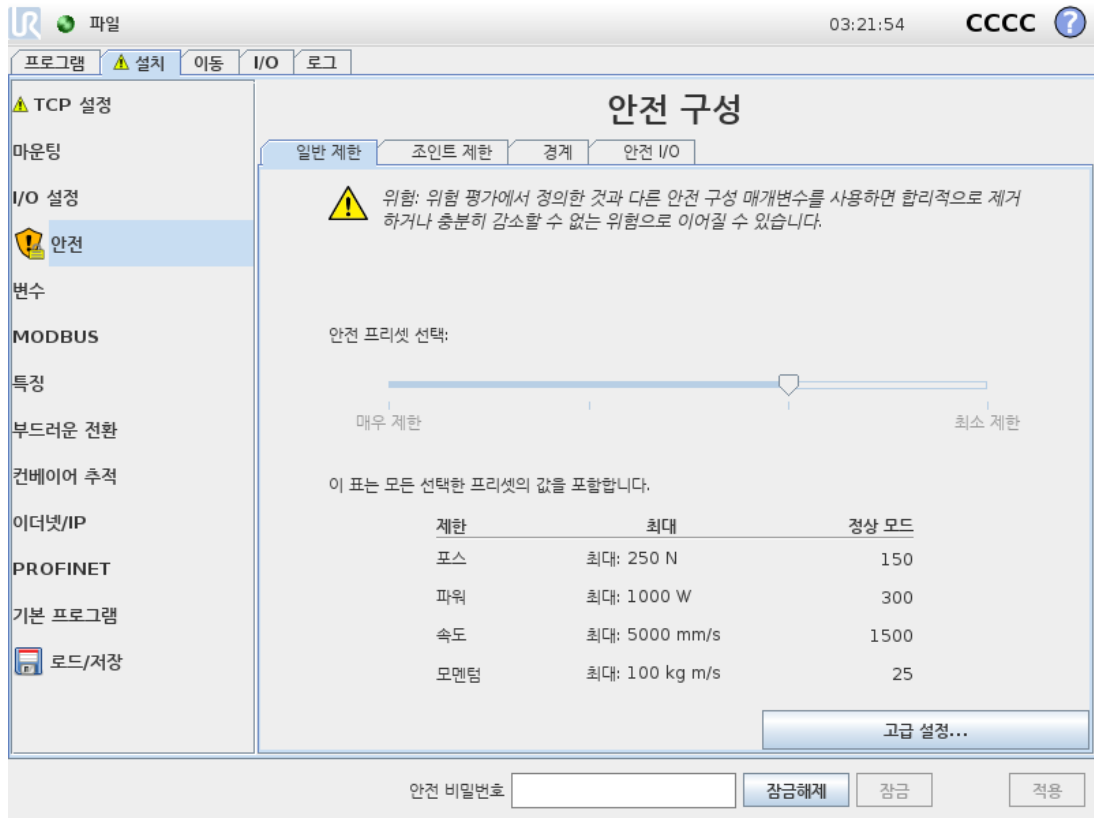 UR 파일 03:21:54 CCCC ?
프로그램 설치 이동 I/O 로그
TCP 설정
마운팅
I/O 설정
안전
변수
MODBUS
특징
부드러운 전환
컨베이어 추적
이더넷/IP
PROFINET
기본 프로그램
로드/저장
안전 구성
일반 제한 조인트 제한 경계 안전 I/O
위험: 위험 평가에서 정의한 것과 다른 안전 구성 매개변수를 사용하면 합리적으로 제거
하거나 충분히 감소할 수 없는 위험으로 이어질 수 있습니다.
안전 프리셋 선택:
매우 제한 최소 제한
이 표는 모든 선택한 프리셋의 값을 포함합니다.
제한 최대 정상 모드
포스 최대: 250 N 150
파워 최대: 1000 W 300
속도 최대: 5000 mm/s 1500
모멘텀 최대: 100 kg m/s 25
고급 설정...
안전 비밀번호 잠금해제 잠금 적용